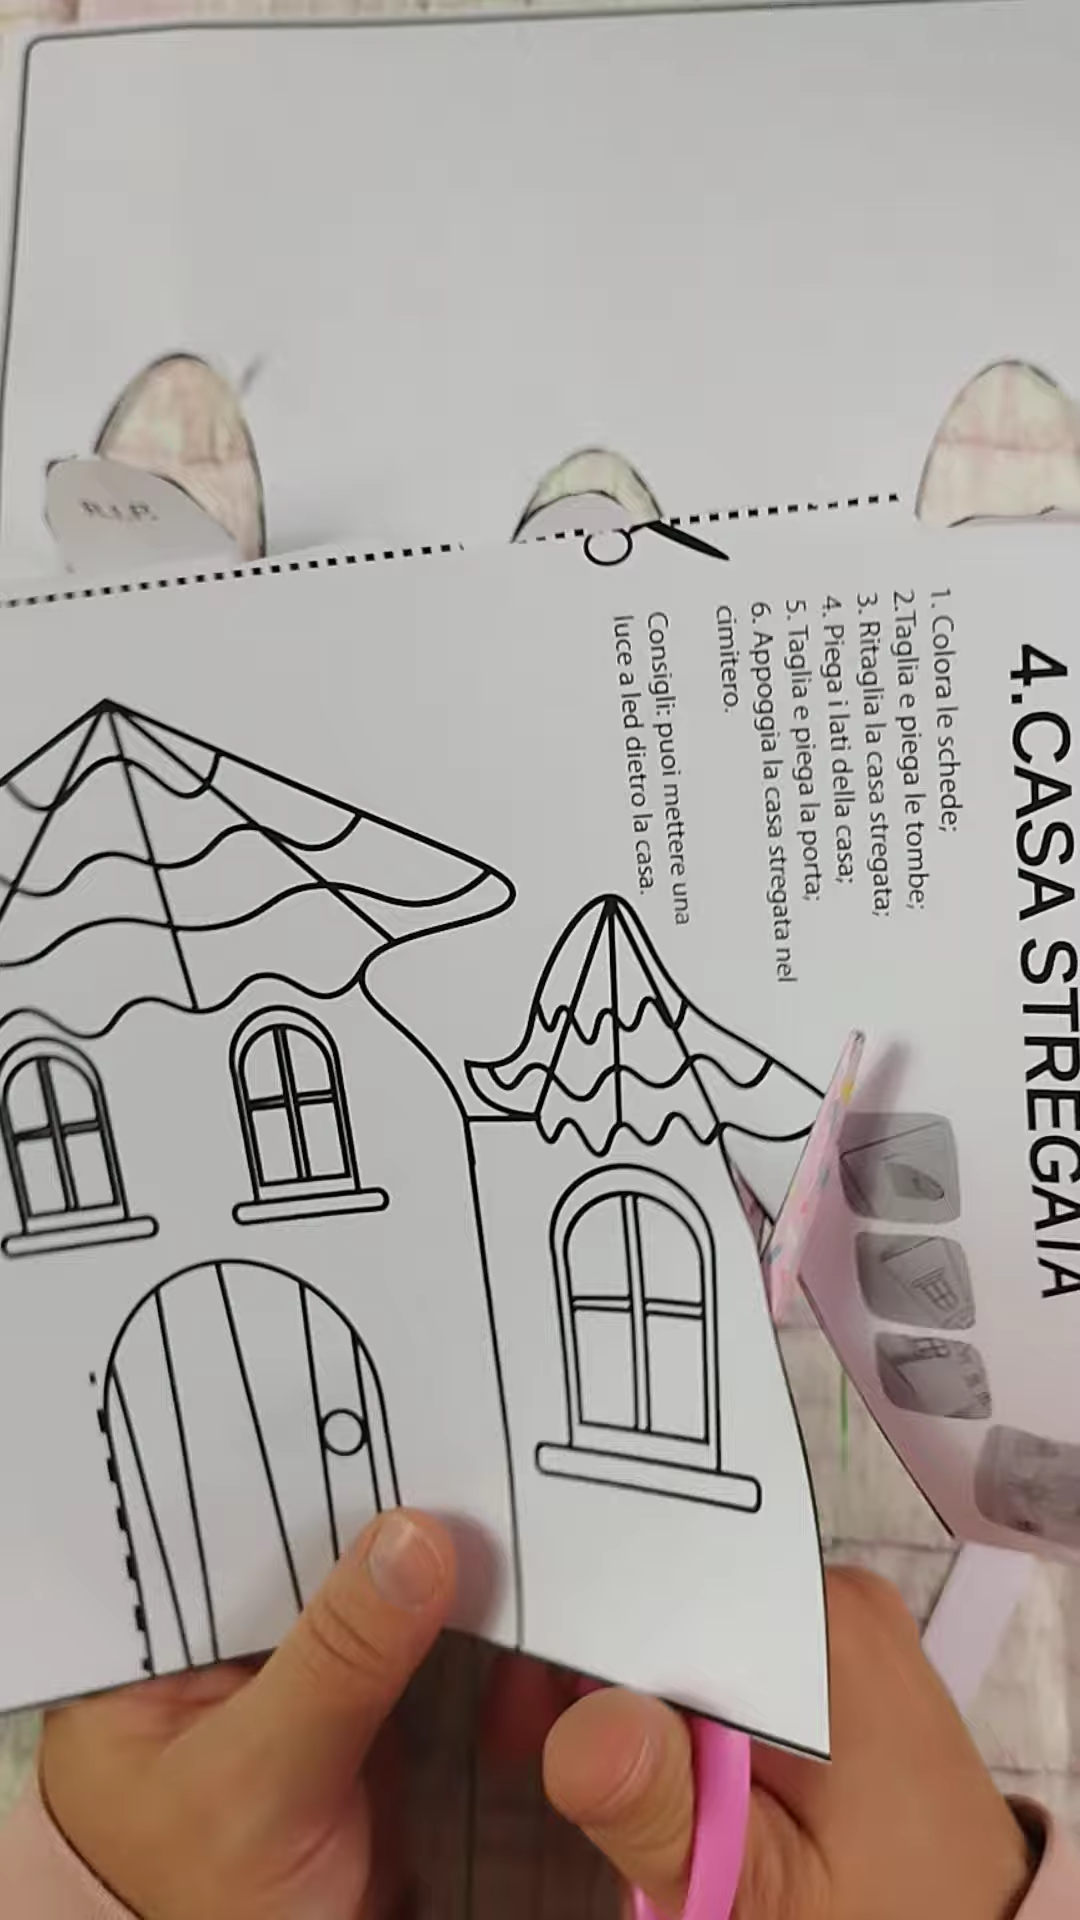 4.CASA STREGATA
1. Colora le schede;
2.Taglia e piega le tombe;
3. Ritaglia la casa stregata;
4. Piega i lati della casa;
5. Taglia e piega la porta;
6. Appoggia la casa stregata nel
cimitero.
Consigli: puoi mettere una
luce a led dietro la casa.
R.I.P.